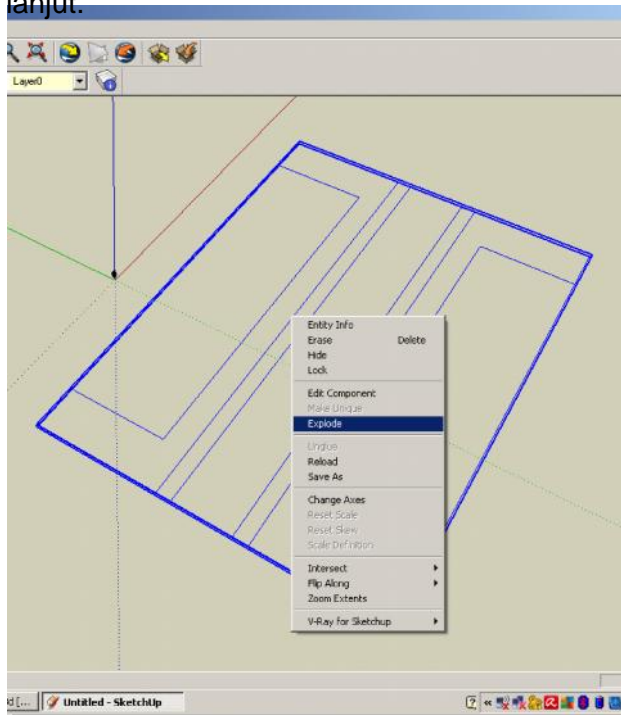 lanjut.
Layer0
Entity Info
Erase Delete
Hide
Lock
Edit Component
Make Unique
Explode
Unglue
Reload
Save As
Change Axes
Reset Scale
Reset Skew
Scale Definition
Intersect
Flip Along
Zoom Extents
V-Ray for Sketchup
Untitled - SketchUp